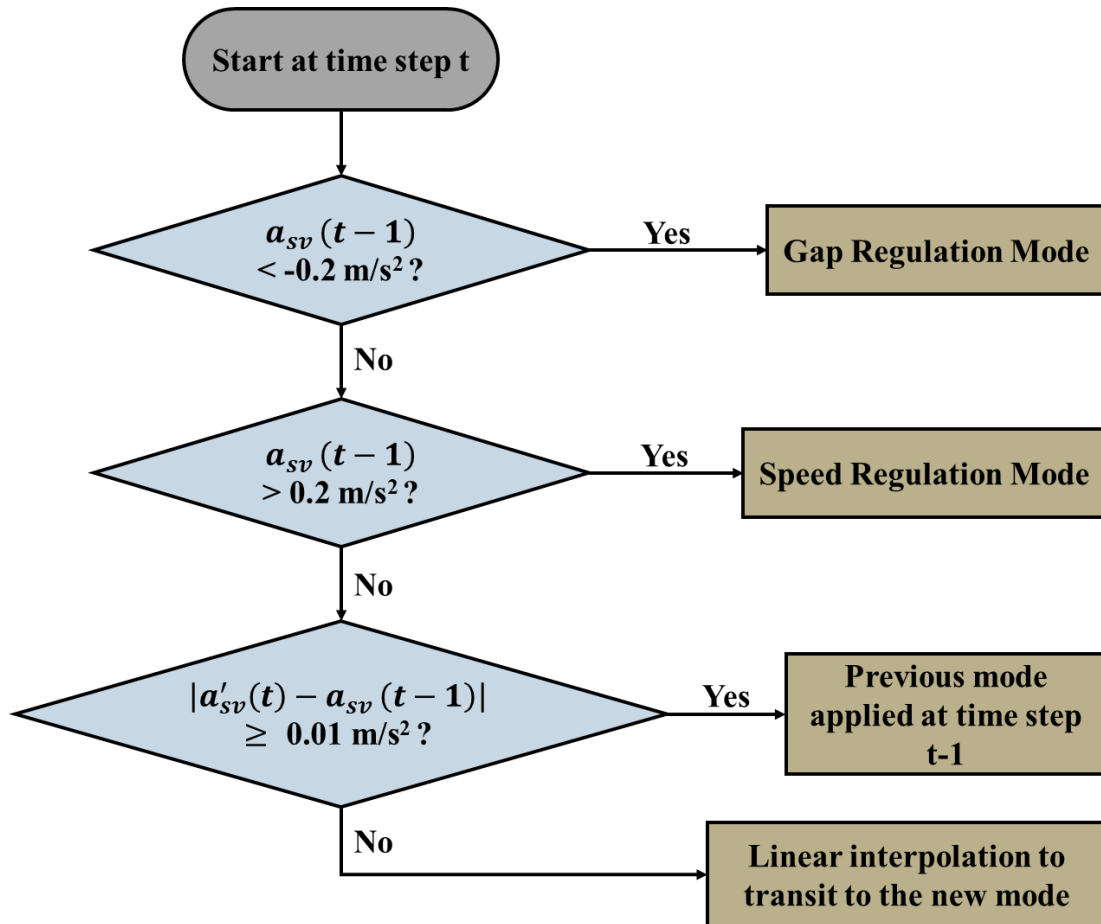 Start at time step t
a_sv (t − 1)
< -0.2 m/s² ?
Yes
Gap Regulation Mode
No
a_sv (t − 1)
> 0.2 m/s² ?
Yes
Speed Regulation Mode
No
|a′_sv(t) − a_sv (t − 1)|
≥ 0.01 m/s² ?
Yes
Previous mode
applied at time step
t-1
No
Linear interpolation to
transit to the new mode